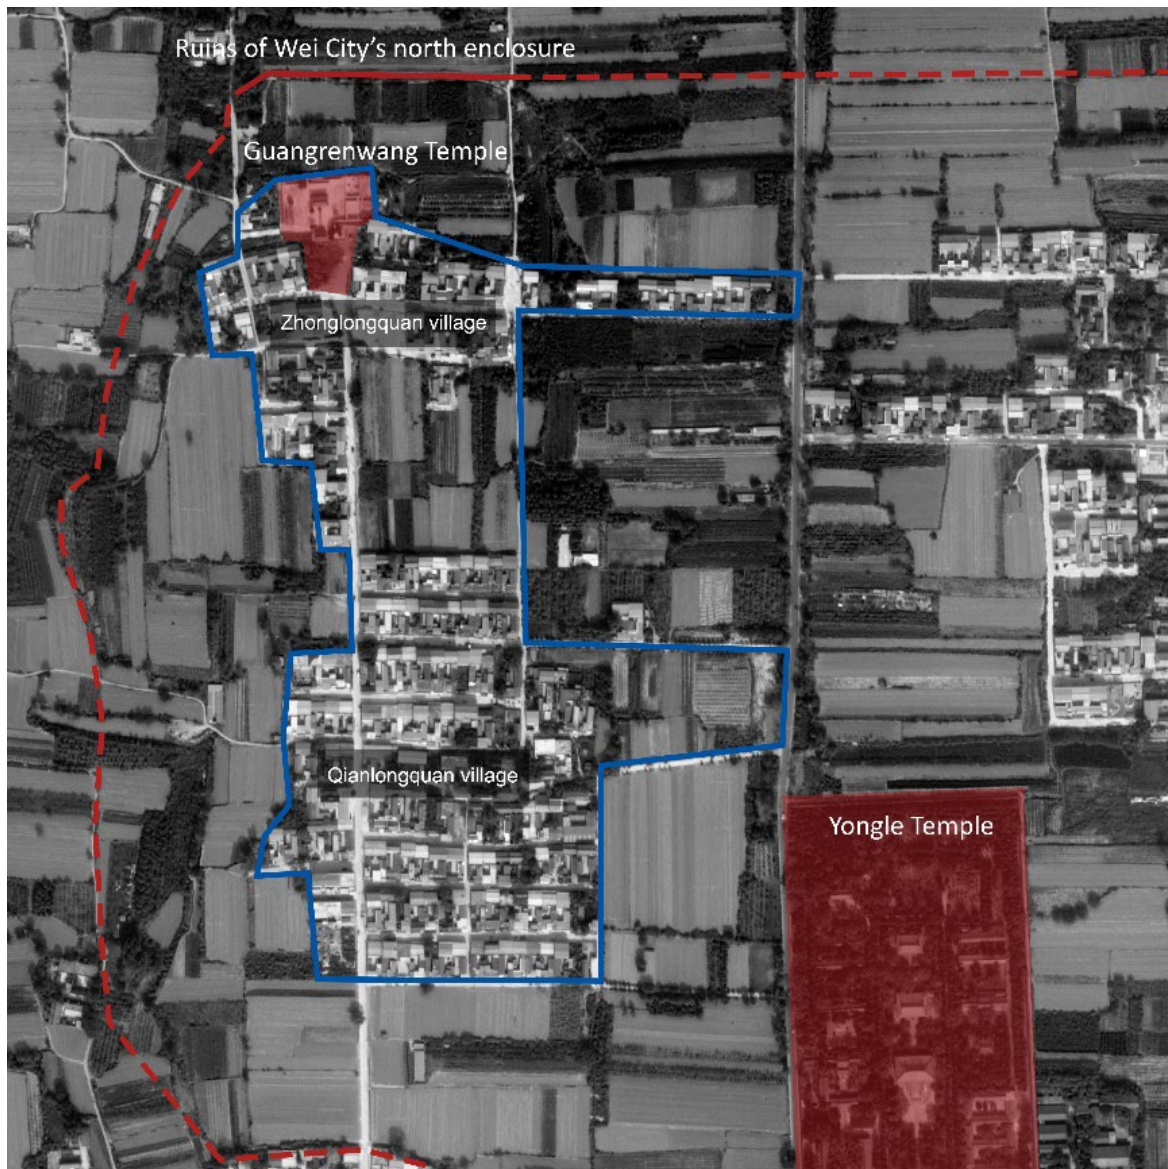 Ruins of Wei City's north enclosure
Guangrenwang Temple
Zhonglongquan village
Qianlongquan village
Yongle Temple